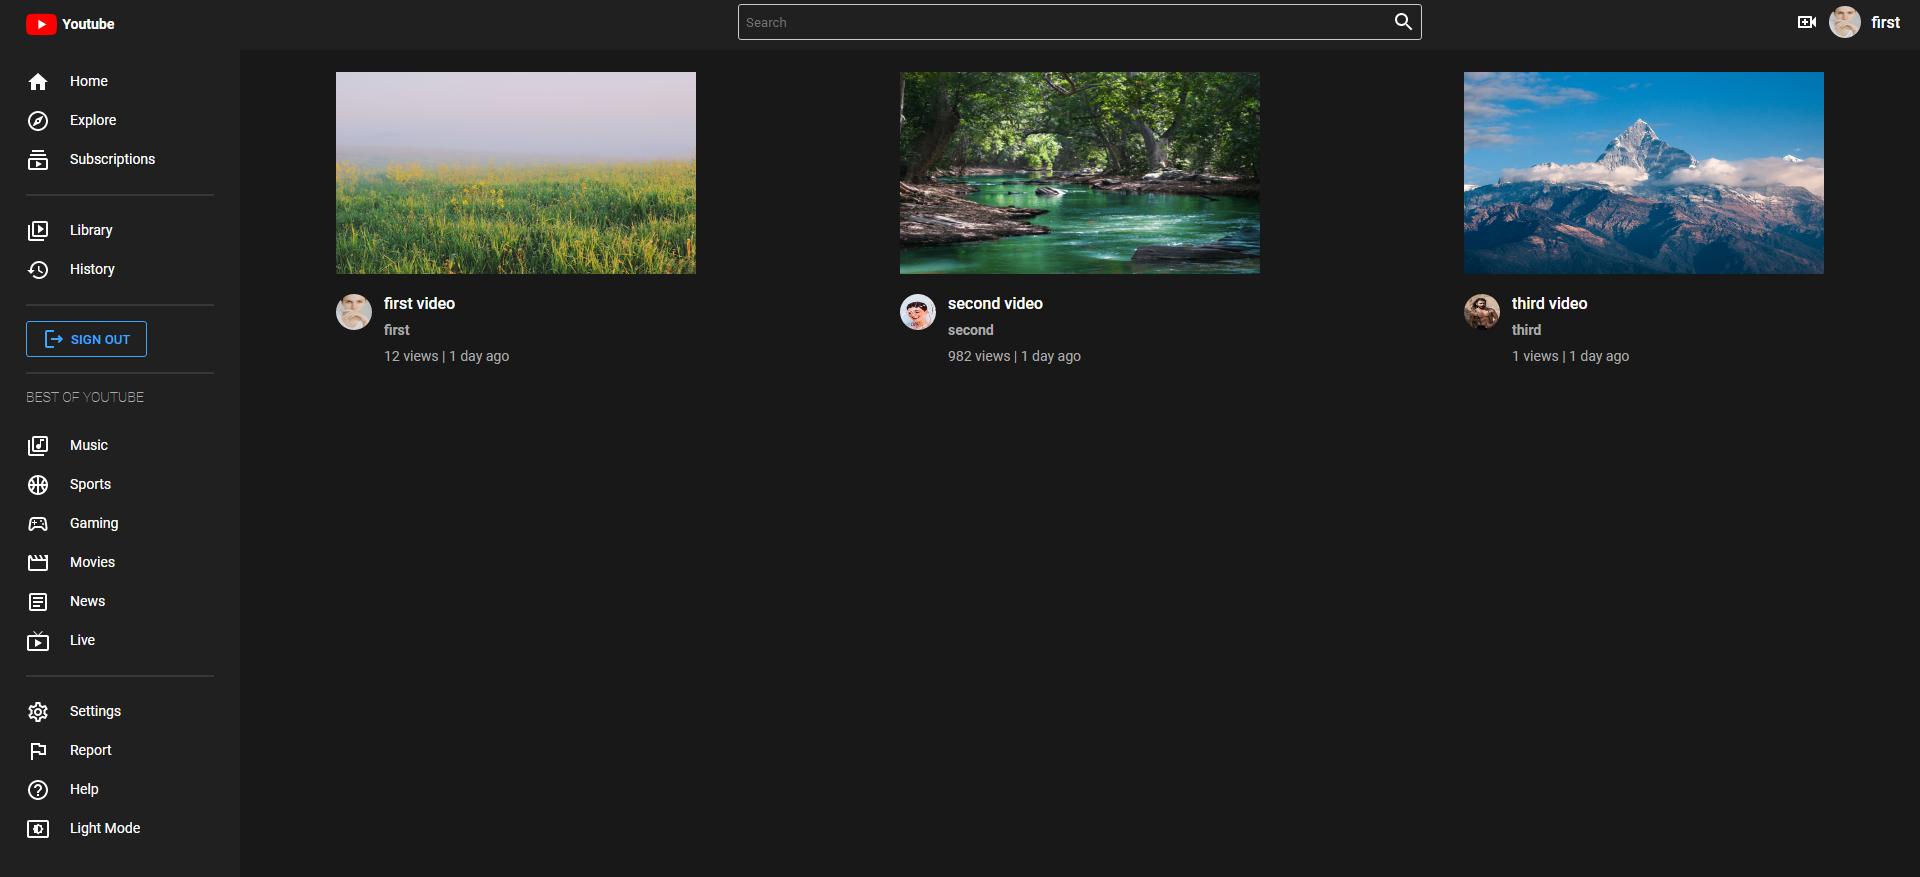 Youtube
Search
first
Home
Explore
Subscriptions
Library
History
SIGN OUT
BEST OF YOUTUBE
Music
Sports
Gaming
Movies
News
Live
Settings
Report
Help
Light Mode
first video
first
12 views | 1 day ago
second video
second
982 views | 1 day ago
third video
third
1 views | 1 day ago